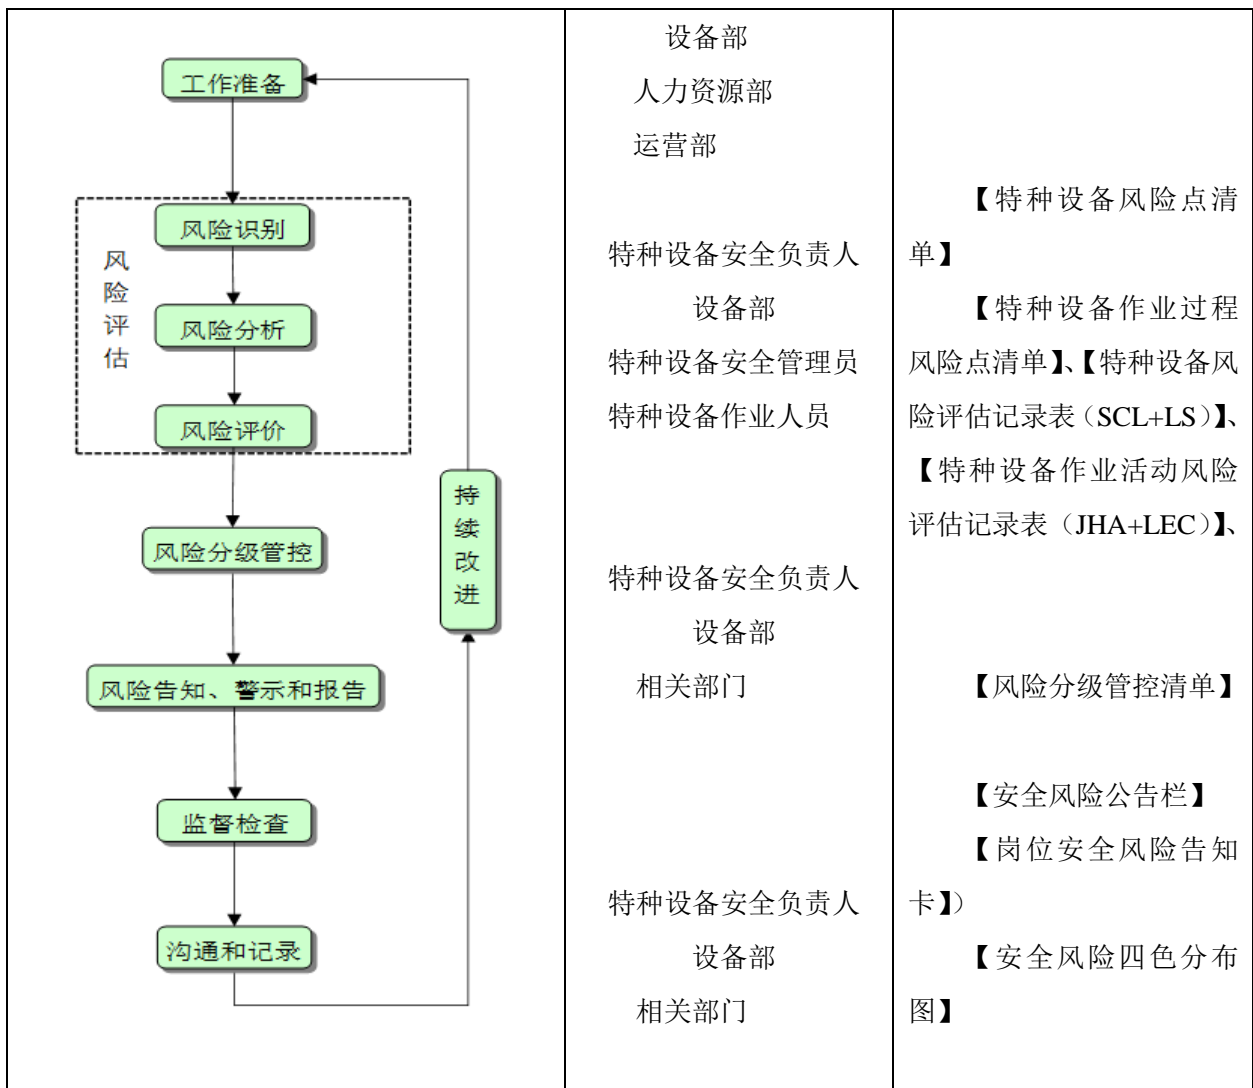 工作准备
风险评估
风险识别
风险分析
风险评价
风险分级管控
持续改进
风险告知、警示和报告
监督检查
沟通和记录
设备部
人力资源部
运营部
特种设备安全负责人
设备部
特种设备安全管理员
特种设备作业人员
特种设备安全负责人
设备部
相关部门
特种设备安全负责人
设备部
相关部门
【特种设备风险点清
单】
【特种设备作业过程
风险点清单】、【特种设备风
险评估记录表（SCL+LS）】、
【特种设备作业活动风险
评估记录表（JHA+LEC）】、
【风险分级管控清单】
【安全风险公告栏】
【岗位安全风险告知
卡】）
【安全风险四色分布
图】